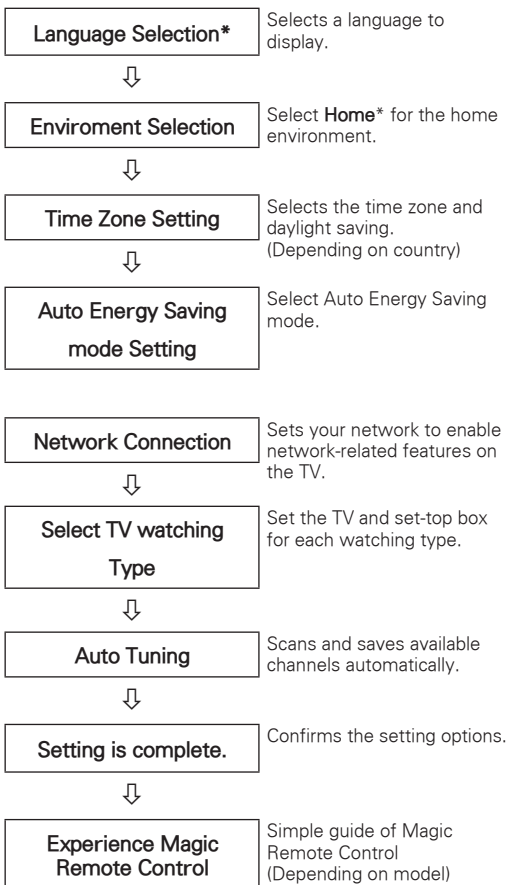 Language Selection*
Selects a language to
display.
⇩
Enviroment Selection
Select Home* for the home
environment.
⇩
Time Zone Setting
Selects the time zone and
daylight saving.
(Depending on country)
⇩
Auto Energy Saving
mode Setting
Select Auto Energy Saving
mode.
Network Connection
Sets your network to enable
network-related features on
the TV.
⇩
Select TV watching
Type
Set the TV and set-top box
for each watching type.
⇩
Auto Tuning
Scans and saves available
channels automatically.
⇩
Setting is complete.
Confirms the setting options.
⇩
Experience Magic
Remote Control
Simple guide of Magic
Remote Control
(Depending on model)